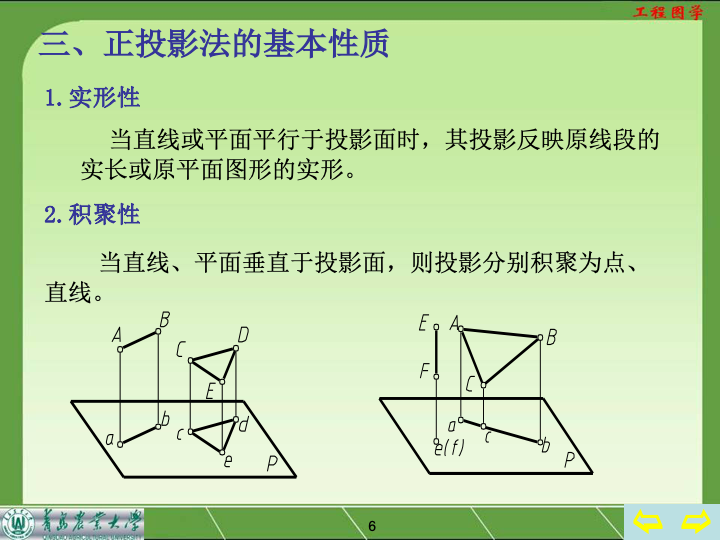 工程图学
三、正投影法的基本性质
1.实形性
当直线或平面平行于投影面时，其投影反映原线段的
实长或原平面图形的实形。
2.积聚性
当直线、平面垂直于投影面，则投影分别积聚为点、
直线。
A B C D E
a b c d e P
E A B F C
a e(f) c b P
青岛农业大学
6